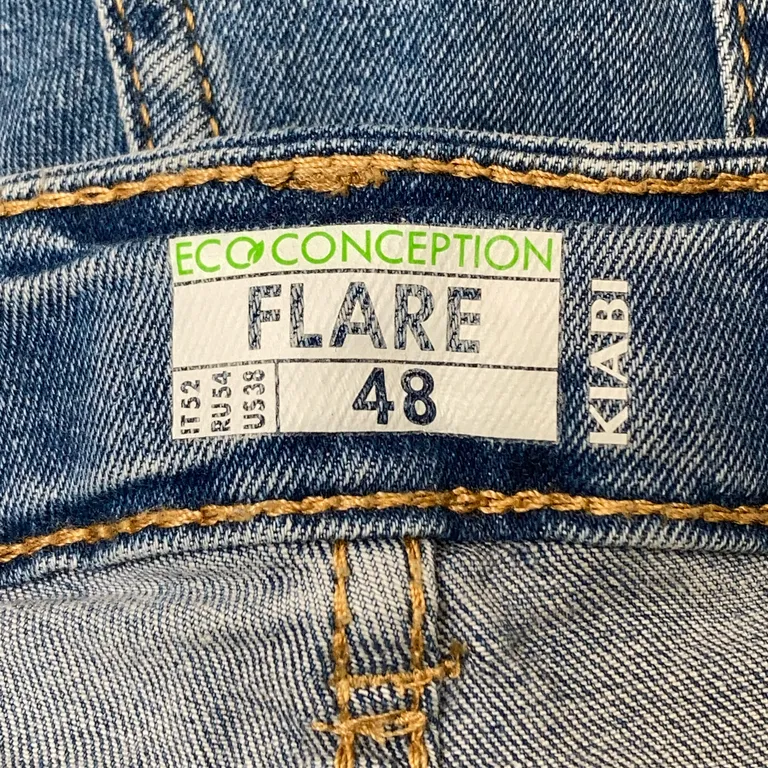 ECOCONCEPTION
FLARE
IT52
RU54
US38
48
KIABI